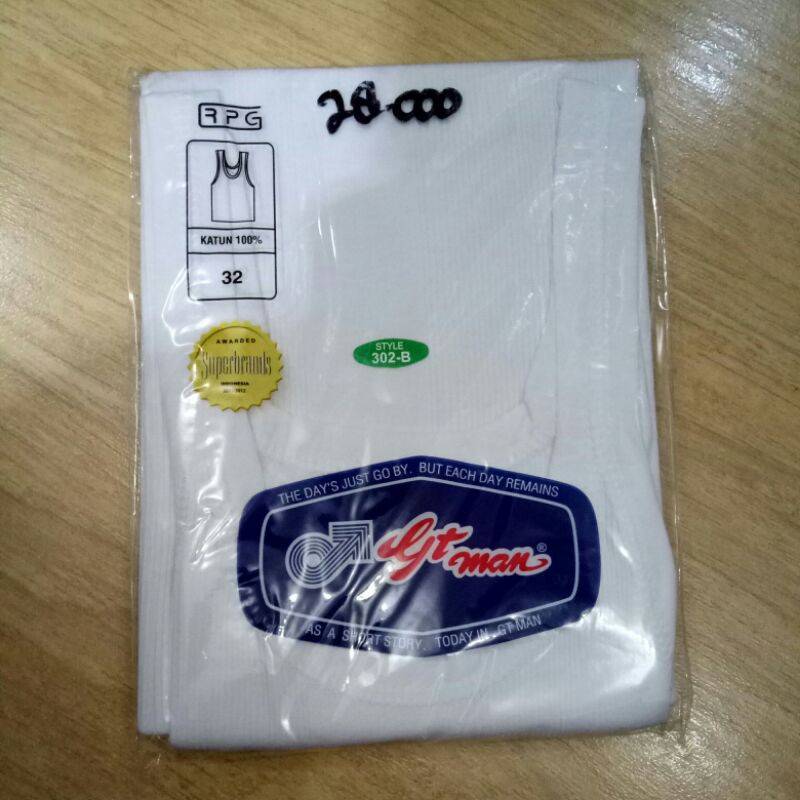 RPG
28.000
KATUN 100%
32
AWARDED
Superbrands
INDONESIA
STYLE
302-B
THE DAY'S JUST GO BY. BUT EACH DAY REMAINS
Gt man®
AS A SHORT STORY. TODAY IN. GT MAN